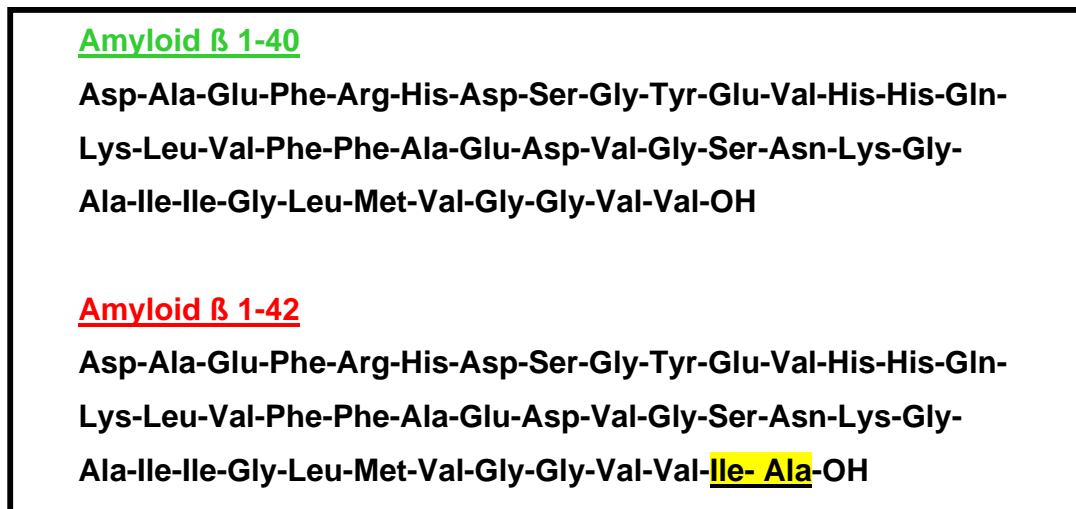 Amyloid ß 1-40
Asp-Ala-Glu-Phe-Arg-His-Asp-Ser-Gly-Tyr-Glu-Val-His-His-Gln-
Lys-Leu-Val-Phe-Phe-Ala-Glu-Asp-Val-Gly-Ser-Asn-Lys-Gly-
Ala-Ile-Ile-Gly-Leu-Met-Val-Gly-Gly-Val-Val-OH
Amyloid ß 1-42
Asp-Ala-Glu-Phe-Arg-His-Asp-Ser-Gly-Tyr-Glu-Val-His-His-Gln-
Lys-Leu-Val-Phe-Phe-Ala-Glu-Asp-Val-Gly-Ser-Asn-Lys-Gly-
Ala-Ile-Ile-Gly-Leu-Met-Val-Gly-Gly-Val-Val-Ile- Ala-OH